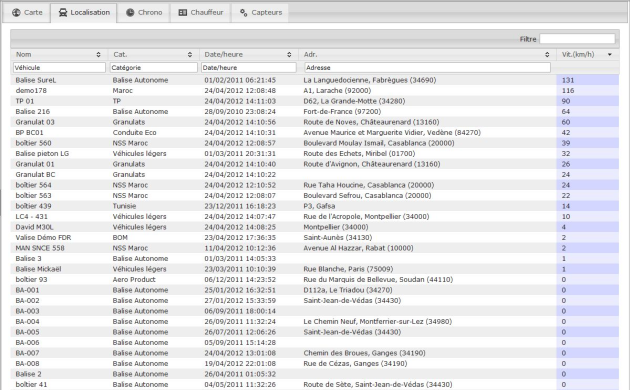 Carte Localisation Chrono Chauffeur Capteurs
Filtre
Nom Cat. Date/heure Adr. Vit.(km/h)
Véhicule Catégorie Date/heure Adresse
Balise SureL Balise Autonome 01/02/2011 06:21:45 La Languedocienne, Fabrègues (34690) 131
demo178 Maroc 24/04/2012 12:08:48 A1, Larache (92000) 116
TP 01 TP 24/04/2012 14:11:03 D62, La Grande-Motte (34280) 90
Balise 216 Balise Autonome 28/09/2010 23:08:24 Fort-de-France (97200) 64
Granulat 03 Granulats 24/04/2012 14:10:56 Route de Noves, Châteaurenard (13160) 60
BP BC01 Conduite Eco 24/04/2012 14:10:31 Avenue Maurice et Marguerite Vidier, Vedène (84270) 42
boîtier 560 NSS Maroc 24/04/2012 12:08:57 Boulevard Moulay Ismail, Casablanca (20000) 39
Balise pieton LG Véhicules légers 01/03/2011 20:31:31 Route des Echets, Miribel (01700) 32
Granulat 01 Granulats 24/04/2012 14:10:40 Route d'Avignon, Châteaurenard (13160) 26
Granulat BC Granulats 24/04/2012 14:10:22 24
boîtier 564 NSS Maroc 24/04/2012 12:10:52 Rue Taha Houcine, Casablanca (20000) 24
boîtier 563 NSS Maroc 24/04/2012 12:08:07 Boulevard Sefrou, Casablanca (20000) 22
boîtier 439 Tunisie 23/12/2011 16:18:23 P3, Gafsa 14
LC4 - 431 Véhicules légers 24/04/2012 14:07:47 Rue de l'Acropole, Montpellier (34000) 10
David M30L Véhicules légers 24/04/2012 14:08:25 Montpellier (34000) 4
Valise Démo FDR BOM 23/04/2012 17:36:35 Saint-Aunès (34130) 2
MAN SNCE 558 NSS Maroc 11/04/2012 10:12:36 Avenue Al Hazzar, Rabat (10000) 2
Balise 3 Balise Autonome 01/03/2011 14:05:33 1
Balise Mickaël Véhicules légers 23/03/2011 10:10:39 Rue Blanche, Paris (75009) 1
boîtier 93 Aero Product 06/12/2011 14:23:52 Rue du Marquis de Bellevue, Soudan (44110) 0
BA-001 Balise Autonome 25/01/2012 16:32:51 D112a, Le Triadou (34270) 0
BA-002 Balise Autonome 27/01/2012 15:33:59 Saint-Jean-de-Védas (34430) 0
BA-003 Balise Autonome 06/09/2011 18:00:14 0
BA-004 Balise Autonome 26/09/2011 11:32:24 Le Chemin Neuf, Montferrier-sur-Lez (34980) 0
BA-005 Balise Autonome 26/07/2011 12:06:26 Saint-Jean-de-Védas (34430) 0
BA-006 Balise Autonome 05/09/2011 15:14:28 0
BA-007 Balise Autonome 24/04/2012 13:01:08 Chemin des Broues, Ganges (34190) 0
BA-008 Balise Autonome 19/04/2012 22:01:08 Rue de Cézas, Ganges (34190) 0
Balise 2 Balise Autonome 26/04/2011 01:05:32 0
boîtier 41 Balise Autonome 04/05/2011 11:32:26 Route de Sète, Saint-Jean-de-Védas (34430) 0